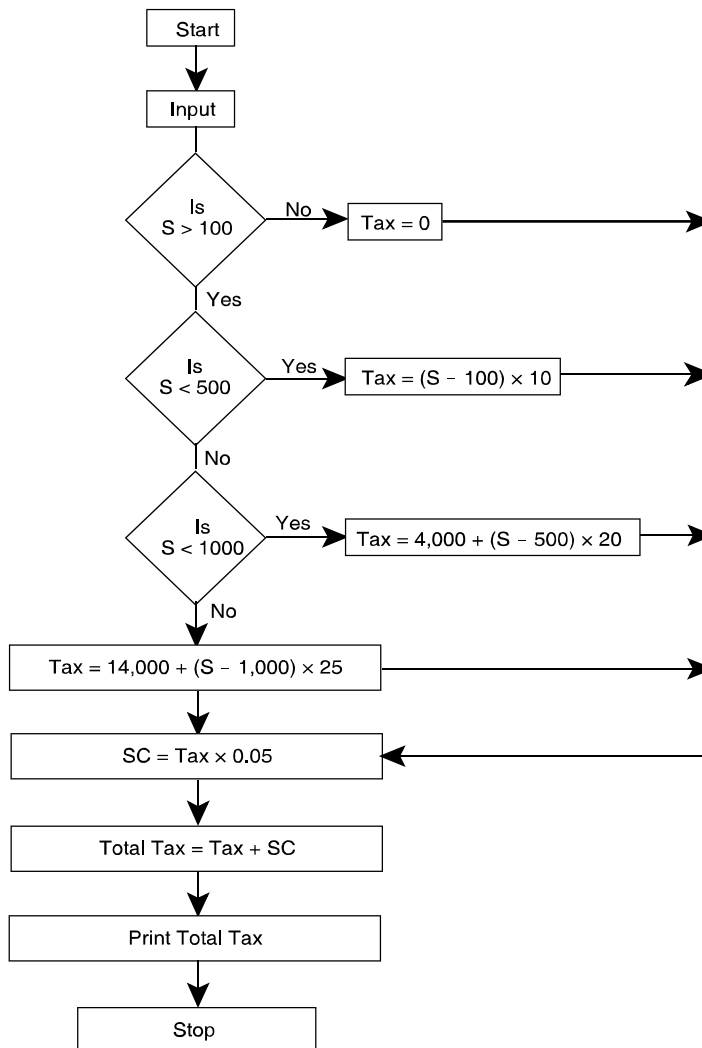 Start
Input
Is
S > 100
No
Tax = 0
Yes
Is
S < 500
Yes
Tax = (S – 100) × 10
No
Is
S < 1000
Yes
Tax = 4,000 + (S – 500) × 20
No
Tax = 14,000 + (S – 1,000) × 25
SC = Tax × 0.05
Total Tax = Tax + SC
Print Total Tax
Stop